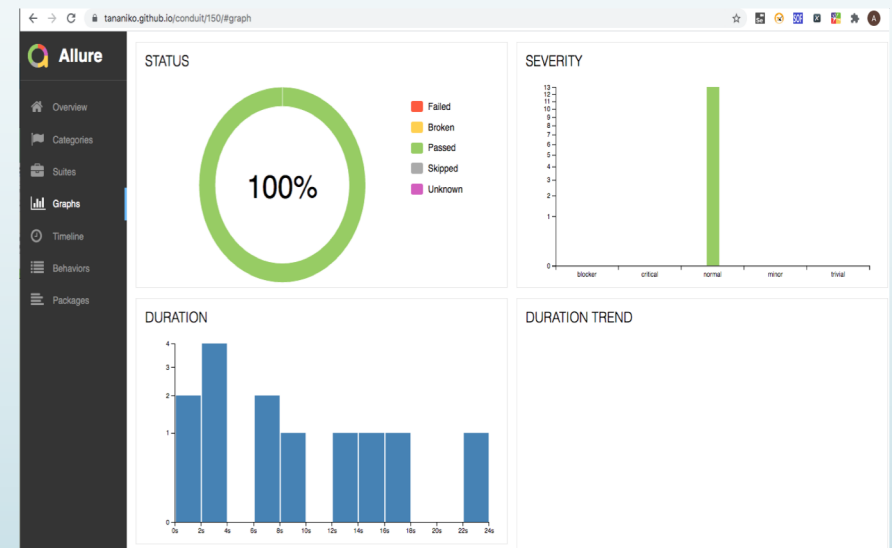 tananiko.github.io/conduit/150/#graph
Se
SOF
X
A
Allure
Overview
Categories
Suites
Graphs
Timeline
Behaviors
Packages
STATUS
100%
Failed
Broken
Passed
Skipped
Unknown
SEVERITY
13
12
11
10
9
8
7
6
5
4
3
2
1
0
blocker critical normal minor trivial
DURATION
4
3
2
1
0
0s 2s 4s 6s 8s 10s 12s 14s 16s 18s 20s 22s 24s
DURATION TREND